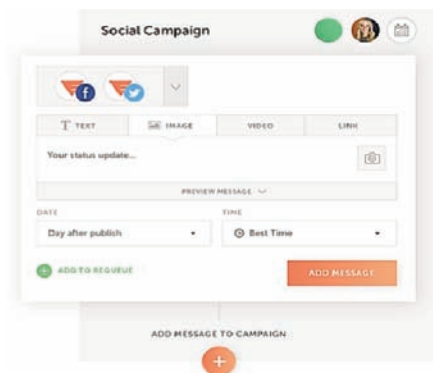 Social Campaign
TEXT IMAGE VIDEO LINK
Your status update...
PREVIEW MESSAGE
DATE TIME
Day after publish Best Time
ADD TO REQUEUE ADD MESSAGE
ADD MESSAGE TO CAMPAIGN